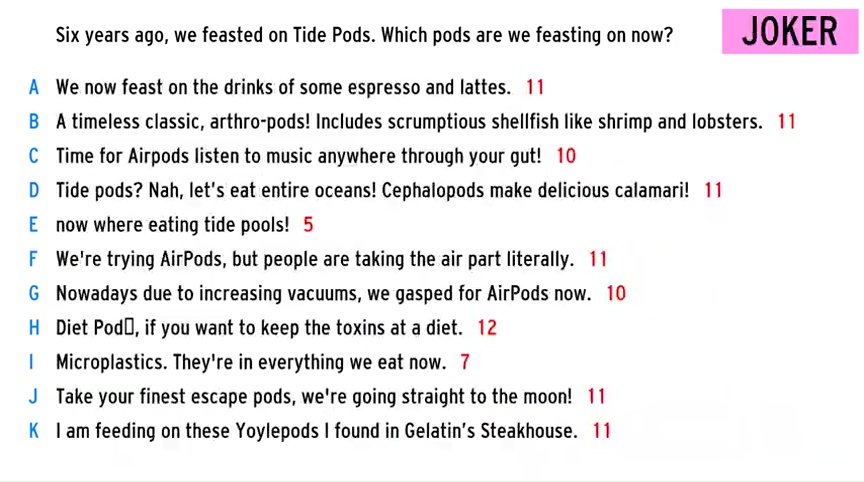 Six years ago, we feasted on Tide Pods. Which pods are we feasting on now?
JOKER
A We now feast on the drinks of some espresso and lattes. 11
B A timeless classic, arthro-pods! Includes scrumptious shellfish like shrimp and lobsters. 11
C Time for Airpods listen to music anywhere through your gut! 10
D Tide pods? Nah, let's eat entire oceans! Cephalopods make delicious calamari! 11
E now where eating tide pools! 5
F We're trying AirPods, but people are taking the air part literally. 11
G Nowadays due to increasing vacuums, we gasped for AirPods now. 10
H Diet Pod▯, if you want to keep the toxins at a diet. 12
I Microplastics. They're in everything we eat now. 7
J Take your finest escape pods, we're going straight to the moon! 11
K I am feeding on these Yoylepods I found in Gelatin's Steakhouse. 11